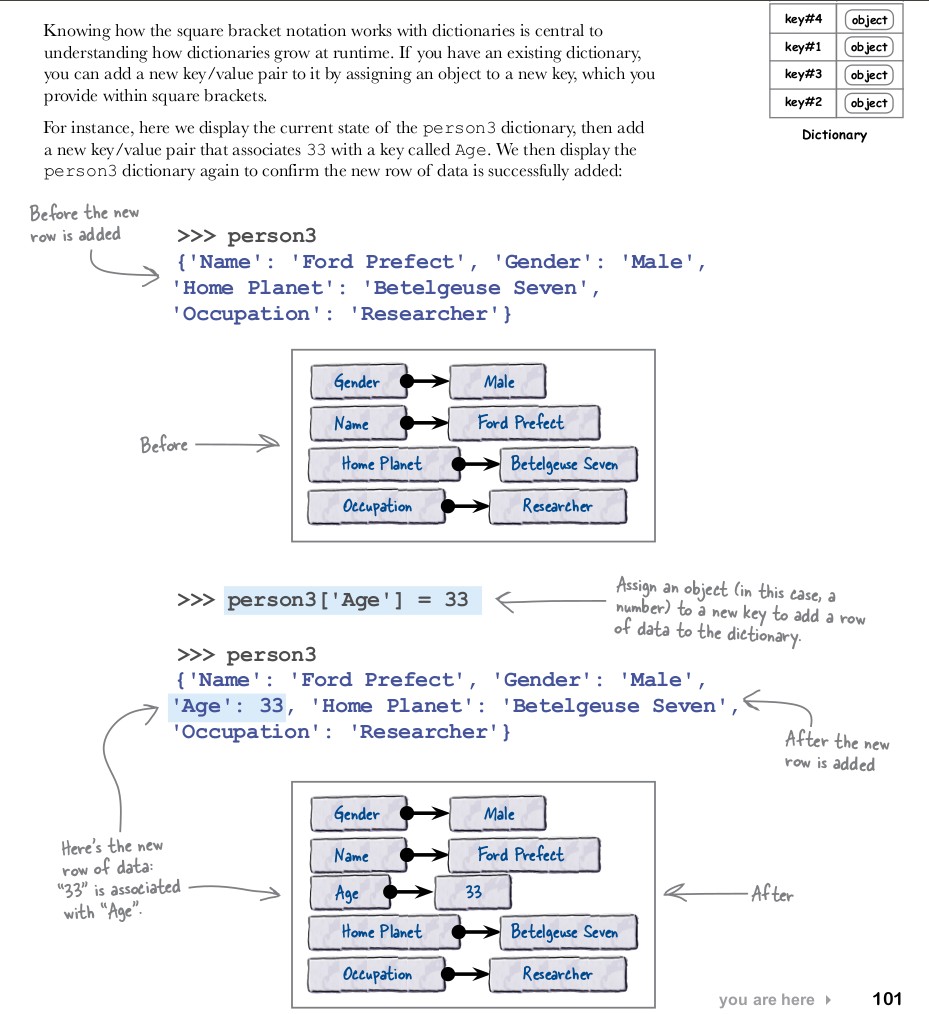 Knowing how the square bracket notation works with dictionaries is central to
understanding how dictionaries grow at runtime. If you have an existing dictionary,
you can add a new key/value pair to it by assigning an object to a new key, which you
provide within square brackets.
key#4 object
key#1 object
key#3 object
key#2 object
Dictionary
For instance, here we display the current state of the person3 dictionary, then add
a new key/value pair that associates 33 with a key called Age. We then display the
person3 dictionary again to confirm the new row of data is successfully added:
Before the new
row is added
>>> person3
{'Name': 'Ford Prefect', 'Gender': 'Male',
'Home Planet': 'Betelgeuse Seven',
'Occupation': 'Researcher'}
Before
Gender Male
Name Ford Prefect
Home Planet Betelgeuse Seven
Occupation Researcher
>>> person3['Age'] = 33
Assign an object (in this case, a
number) to a new key to add a row
of data to the dictionary.
>>> person3
{'Name': 'Ford Prefect', 'Gender': 'Male',
'Age': 33, 'Home Planet': 'Betelgeuse Seven',
'Occupation': 'Researcher'}
After the new
row is added
Here's the new
row of data:
"33" is associated
with "Age".
Gender Male
Name Ford Prefect
Age 33
Home Planet Betelgeuse Seven
Occupation Researcher
After
you are here 101